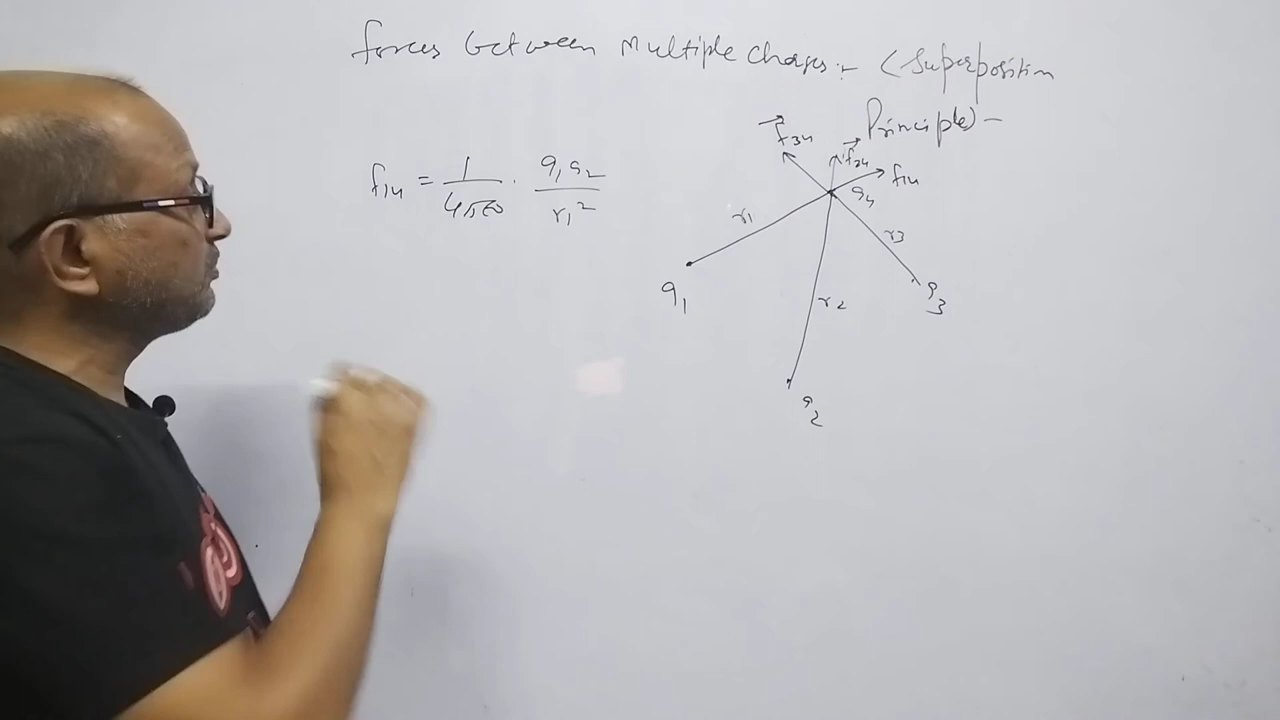 Forces between Multiple Charges :- (Superposition
Principle) -
f14 = 1/4πε0 . q1q2/r1²
f34
f24
f14
q4
r1
r3
q1
q3
r2
q2